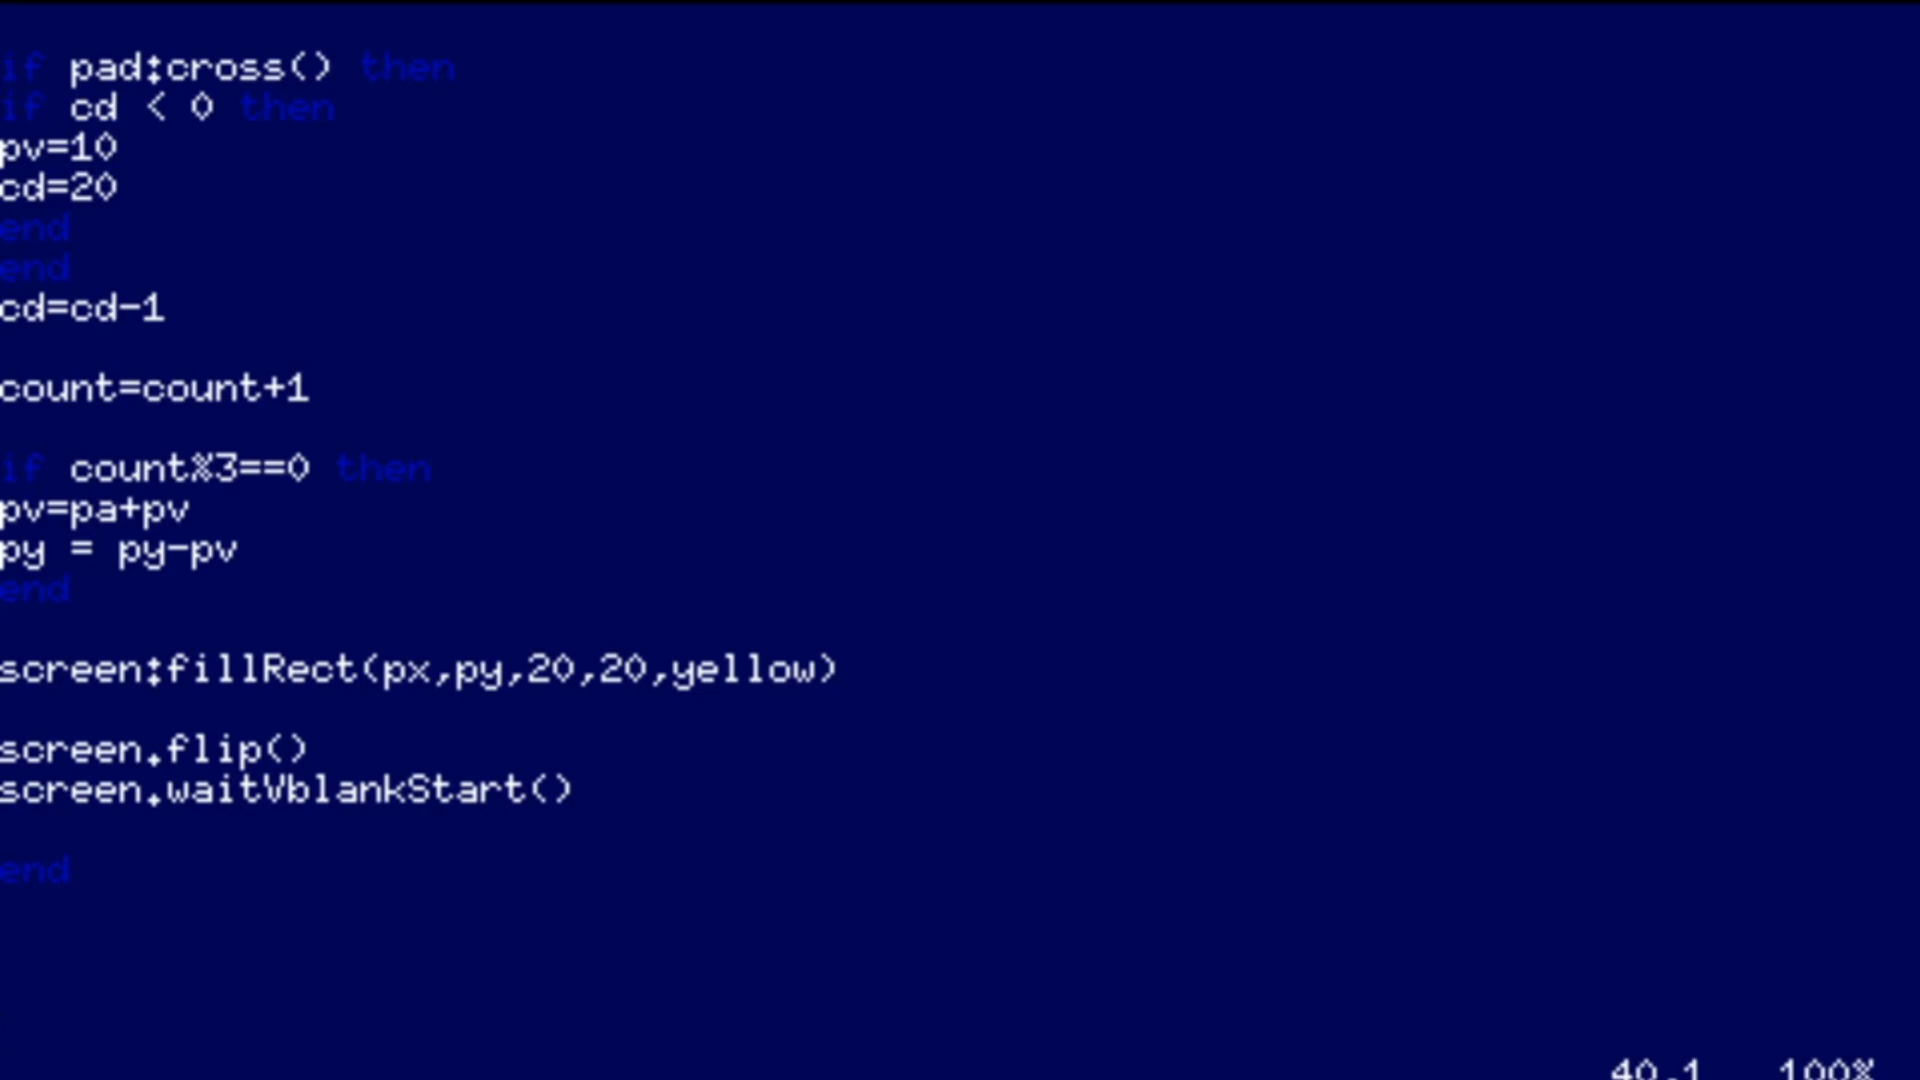 if pad:cross() then
if cd < 0 then
pv=10
cd=20
end
end
cd=cd-1
count=count+1
if count%3==0 then
pv=pa+pv
py = py-pv
end
screen:fillRect(px,py,20,20,yellow)
screen.flip()
screen.waitVblankStart()
end
40,1 100%